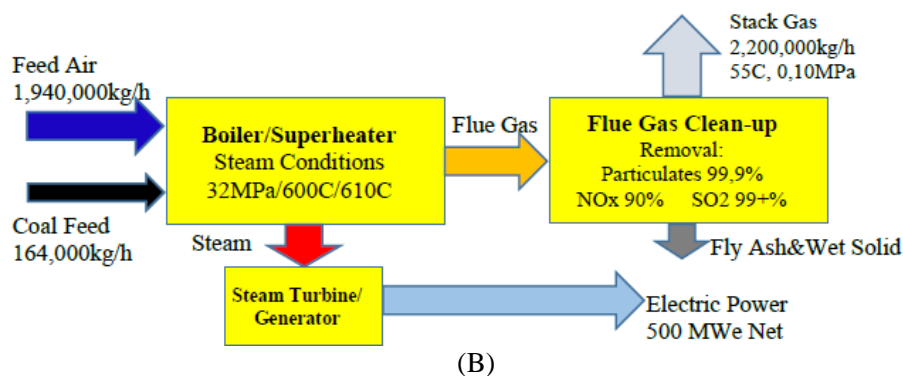 Stack Gas
2,200,000kg/h
55C, 0,10MPa
Feed Air
1,940,000kg/h
Boiler/Superheater
Steam Conditions
32MPa/600C/610C
Flue Gas
Flue Gas Clean-up
Removal:
Particulates 99,9%
NOx 90% SO2 99+%
Coal Feed
164,000kg/h
Steam
Fly Ash&Wet Solid
Steam Turbine/
Generator
Electric Power
500 MWe Net
(B)